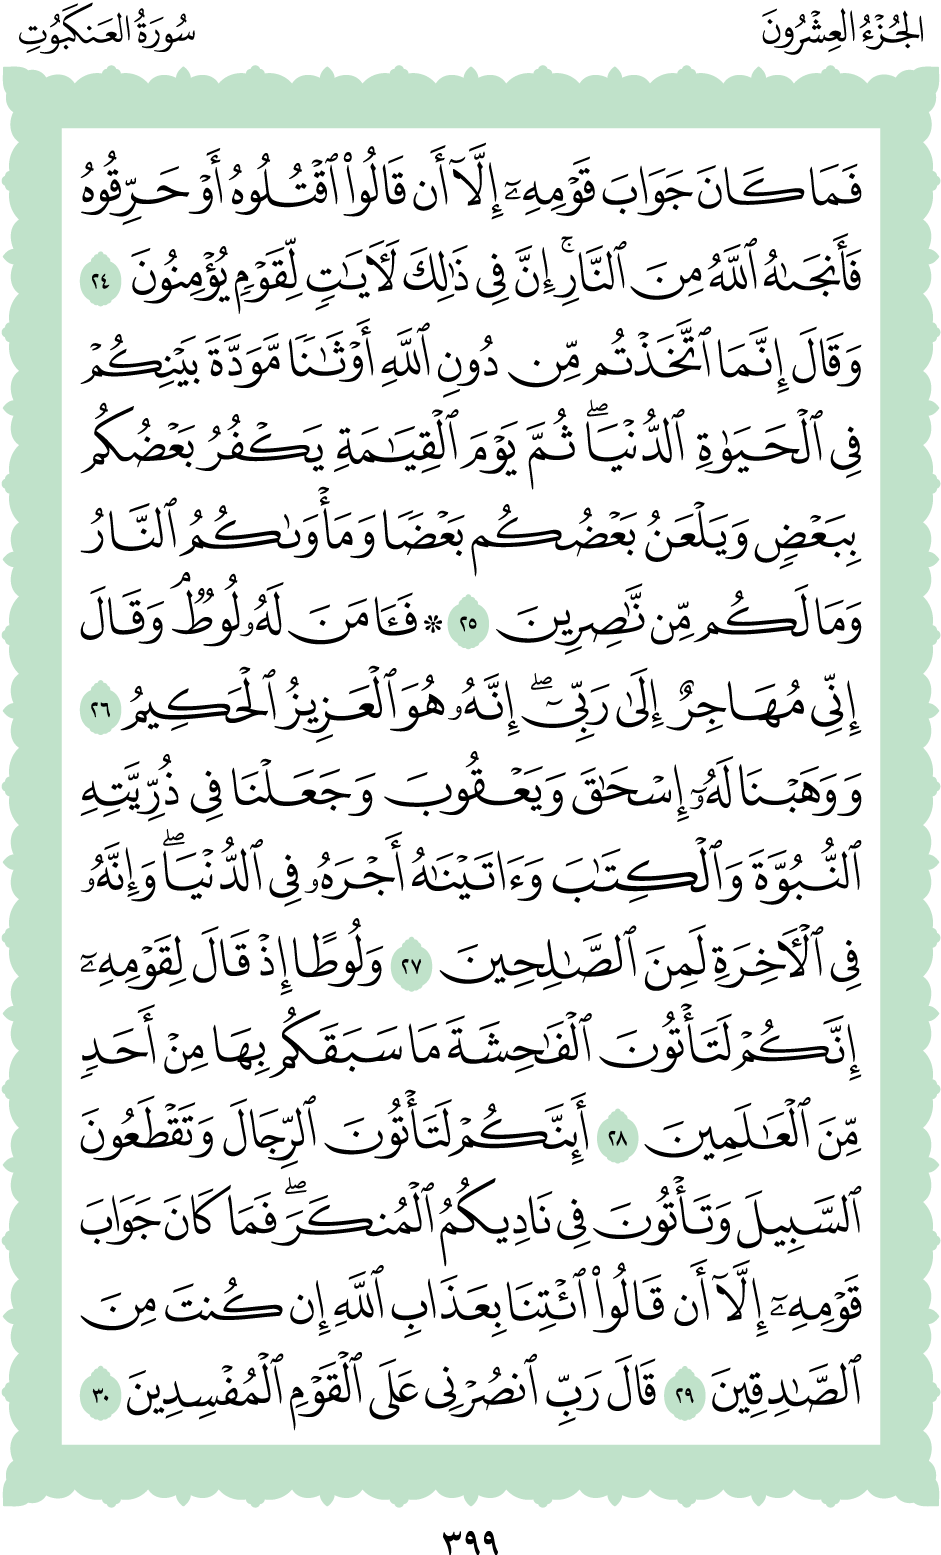 الجُزْءُ العِشْرُونَ
سُورَةُ العَنكَبُوتِ
فَمَا كَانَ جَوَابَ قَوْمِهِۦٓ إِلَّآ أَن قَالُوا۟ ٱقْتُلُوهُ أَوْ حَرِّقُوهُ
فَأَنجَىٰهُ ٱللَّهُ مِنَ ٱلنَّارِۚ إِنَّ فِى ذَٰلِكَ لَـَٔايَـٰتٍ لِّقَوْمٍ يُؤْمِنُونَ ٢٤
وَقَالَ إِنَّمَا ٱتَّخَذْتُم مِّن دُونِ ٱللَّهِ أَوْثَـٰنًا مَّوَدَّةَ بَيْنِكُمْ
فِى ٱلْحَيَوٰةِ ٱلدُّنْيَاۖ ثُمَّ يَوْمَ ٱلْقِيَـٰمَةِ يَكْفُرُ بَعْضُكُم
بِبَعْضٍ وَيَلْعَنُ بَعْضُكُم بَعْضًا وَمَأْوَىٰكُمُ ٱلنَّارُ
وَمَا لَكُم مِّن نَّـٰصِرِينَ ٢٥ * فَـَٔامَنَ لَهُۥ لُوطٌۘ وَقَالَ
إِنِّى مُهَاجِرٌ إِلَىٰ رَبِّىٓۖ إِنَّهُۥ هُوَ ٱلْعَزِيزُ ٱلْحَكِيمُ ٢٦
وَوَهَبْنَا لَهُۥٓ إِسْحَـٰقَ وَيَعْقُوبَ وَجَعَلْنَا فِى ذُرِّيَّتِهِ
ٱلنُّبُوَّةَ وَٱلْكِتَـٰبَ وَءَاتَيْنَـٰهُ أَجْرَهُۥ فِى ٱلدُّنْيَاۖ وَإِنَّهُۥ
فِى ٱلْـَٔاخِرَةِ لَمِنَ ٱلصَّـٰلِحِينَ ٢٧ وَلُوطًا إِذْ قَالَ لِقَوْمِهِۦٓ
إِنَّكُمْ لَتَأْتُونَ ٱلْفَـٰحِشَةَ مَا سَبَقَكُم بِهَا مِنْ أَحَدٍ
مِّنَ ٱلْعَـٰلَمِينَ ٢٨ أَئِنَّكُمْ لَتَأْتُونَ ٱلرِّجَالَ وَتَقْطَعُونَ
ٱلسَّبِيلَ وَتَأْتُونَ فِى نَادِيكُمُ ٱلْمُنكَرَۖ فَمَا كَانَ جَوَابَ
قَوْمِهِۦٓ إِلَّآ أَن قَالُوا۟ ٱئْتِنَا بِعَذَابِ ٱللَّهِ إِن كُنتَ مِنَ
ٱلصَّـٰدِقِينَ ٢٩ قَالَ رَبِّ ٱنصُرْنِى عَلَى ٱلْقَوْمِ ٱلْمُفْسِدِينَ ٣٠
٣٩٩